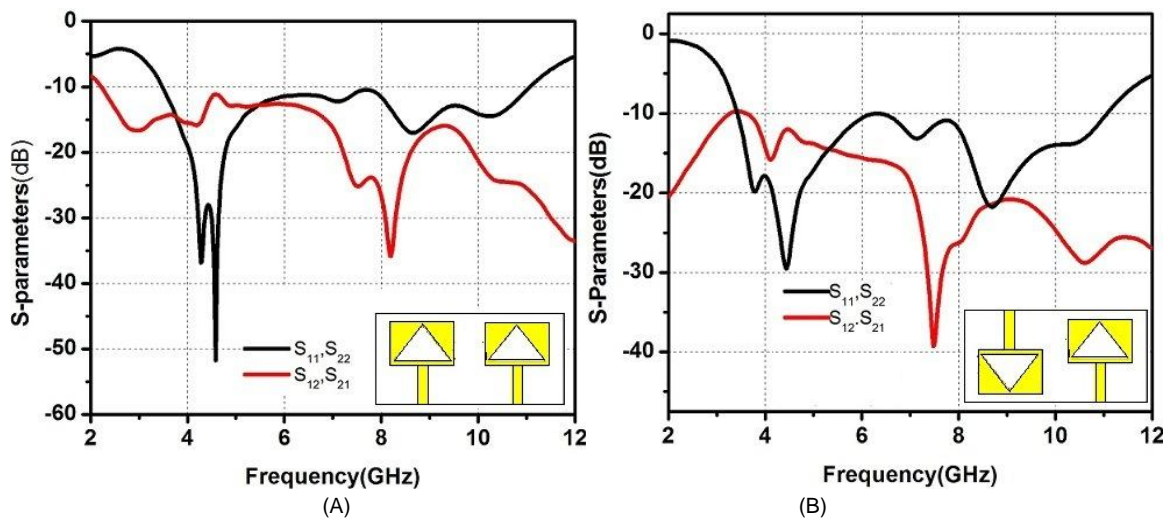 0
-10
-20
-30
-40
-50
-60
S-parameters(dB)
S11,S22
S12,S21
2 4 6 8 10 12
Frequency(GHz)
(A)
0
-10
-20
-30
-40
S-Parameters(dB)
S11,S22
S12.S21
2 4 6 8 10 12
Frequency(GHz)
(B)